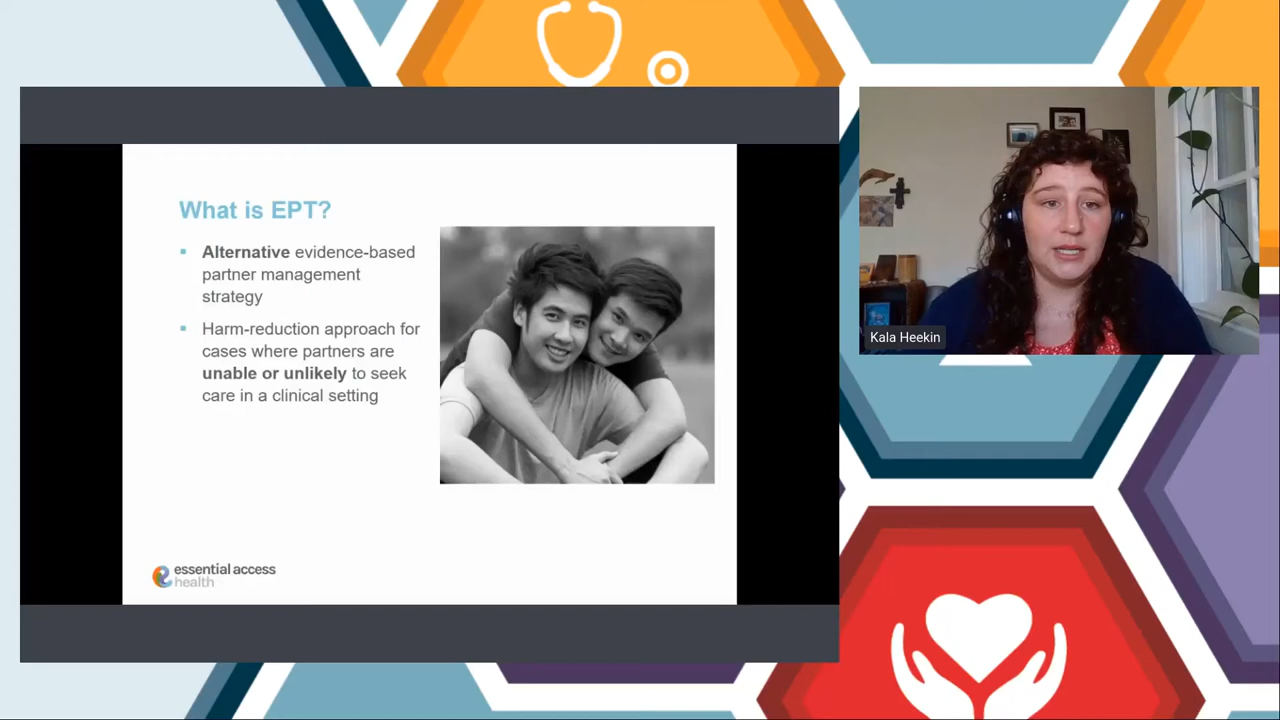 What is EPT?
Alternative evidence-based
partner management
strategy
Harm-reduction approach for
cases where partners are
unable or unlikely to seek
care in a clinical setting
essential access
health
Kala Heekin